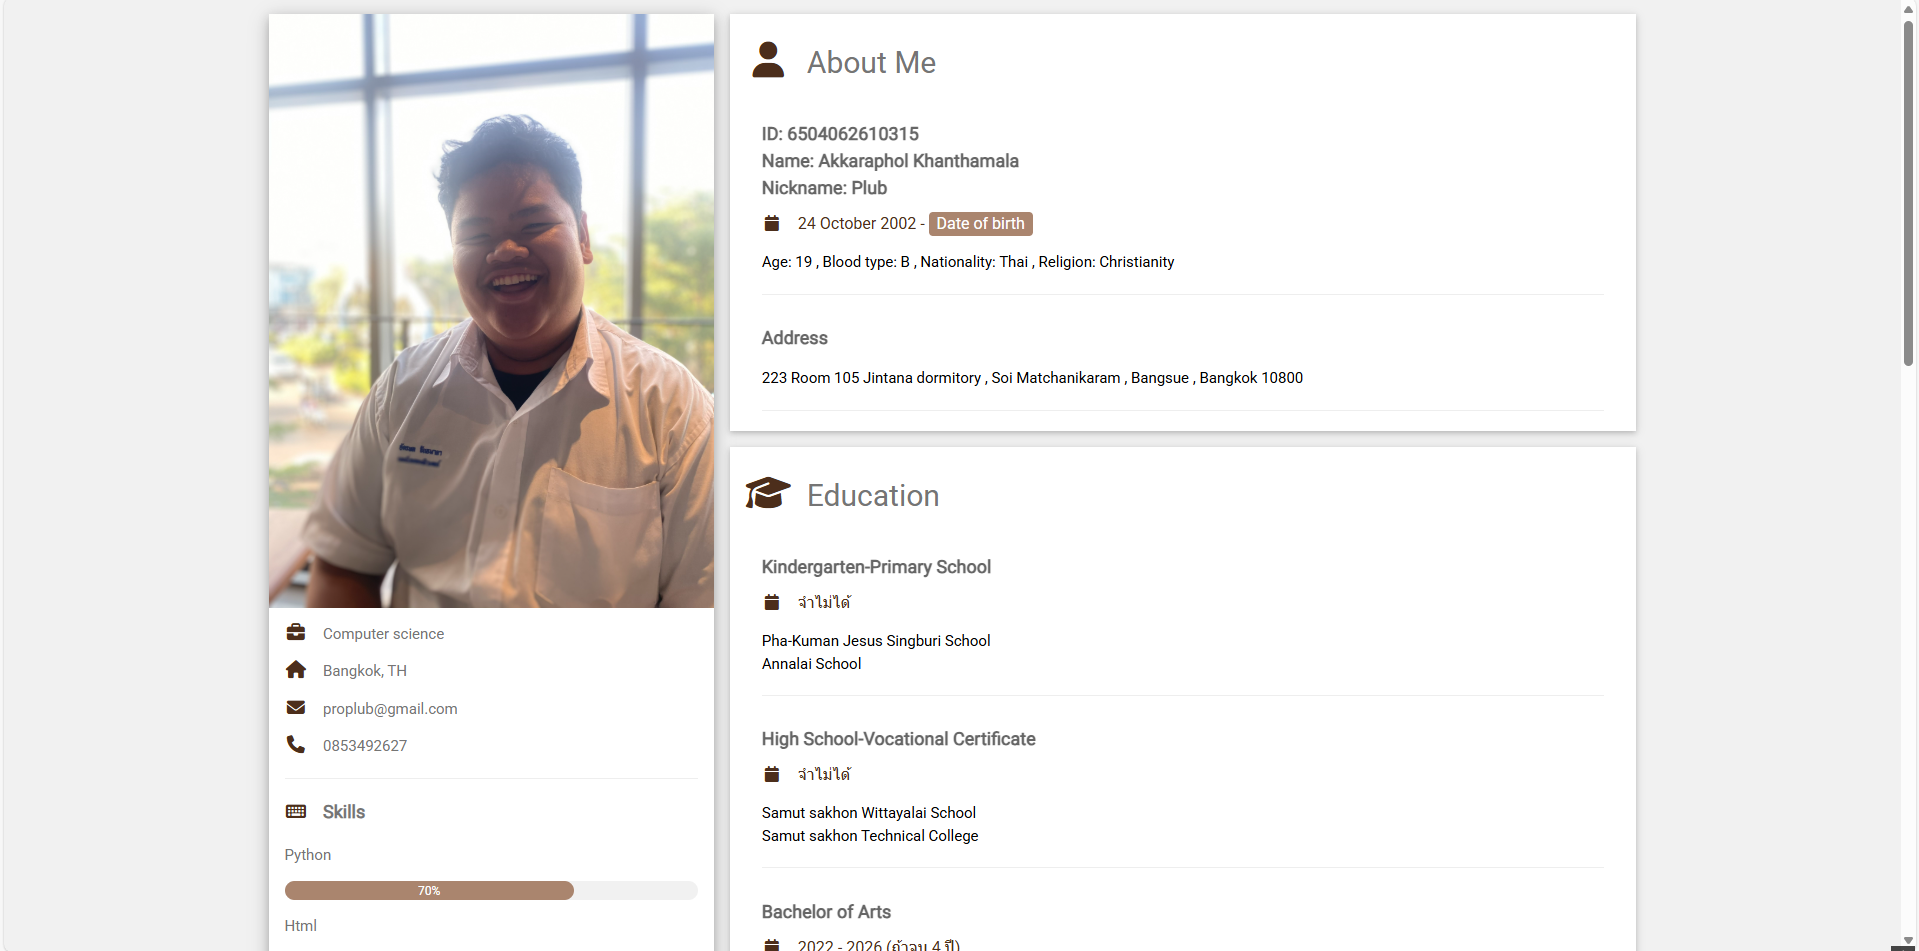 Computer science
Bangkok, TH
proplub@gmail.com
0853492627
Skills
Python
70%
Html
About Me
ID: 6504062610315
Name: Akkaraphol Khanthamala
Nickname: Plub
24 October 2002 - Date of birth
Age: 19 , Blood type: B , Nationality: Thai , Religion: Christianity
Address
223 Room 105 Jintana dormitory , Soi Matchanikaram , Bangsue , Bangkok 10800
Education
Kindergarten-Primary School
จำไม่ได้
Pha-Kuman Jesus Singburi School
Annalai School
High School-Vocational Certificate
จำไม่ได้
Samut sakhon Wittayalai School
Samut sakhon Technical College
Bachelor of Arts
2022 - 2026 (ถ้าจบ 4 ปี)